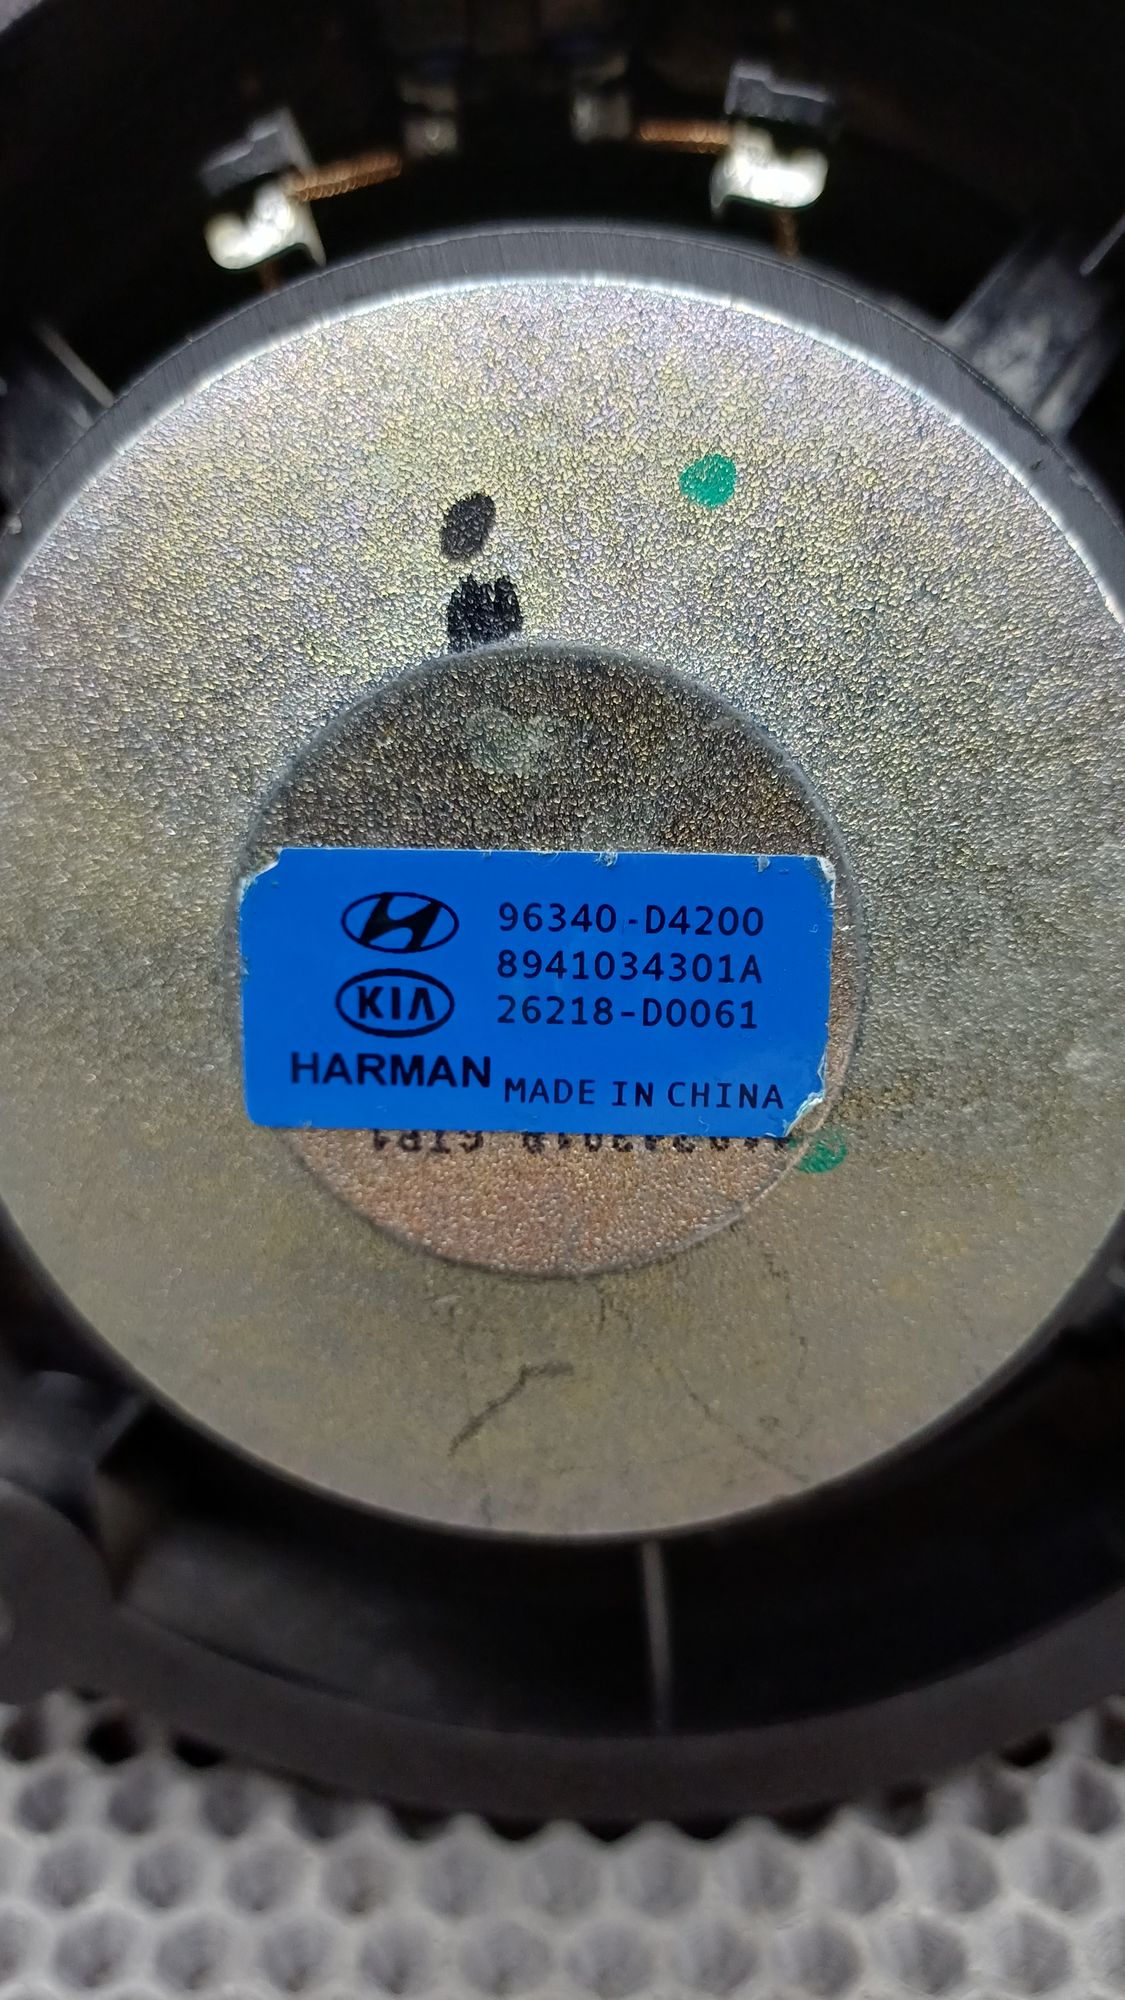 96340-D4200
8941034301A
KIA
26218-D0061
HARMAN MADE IN CHINA